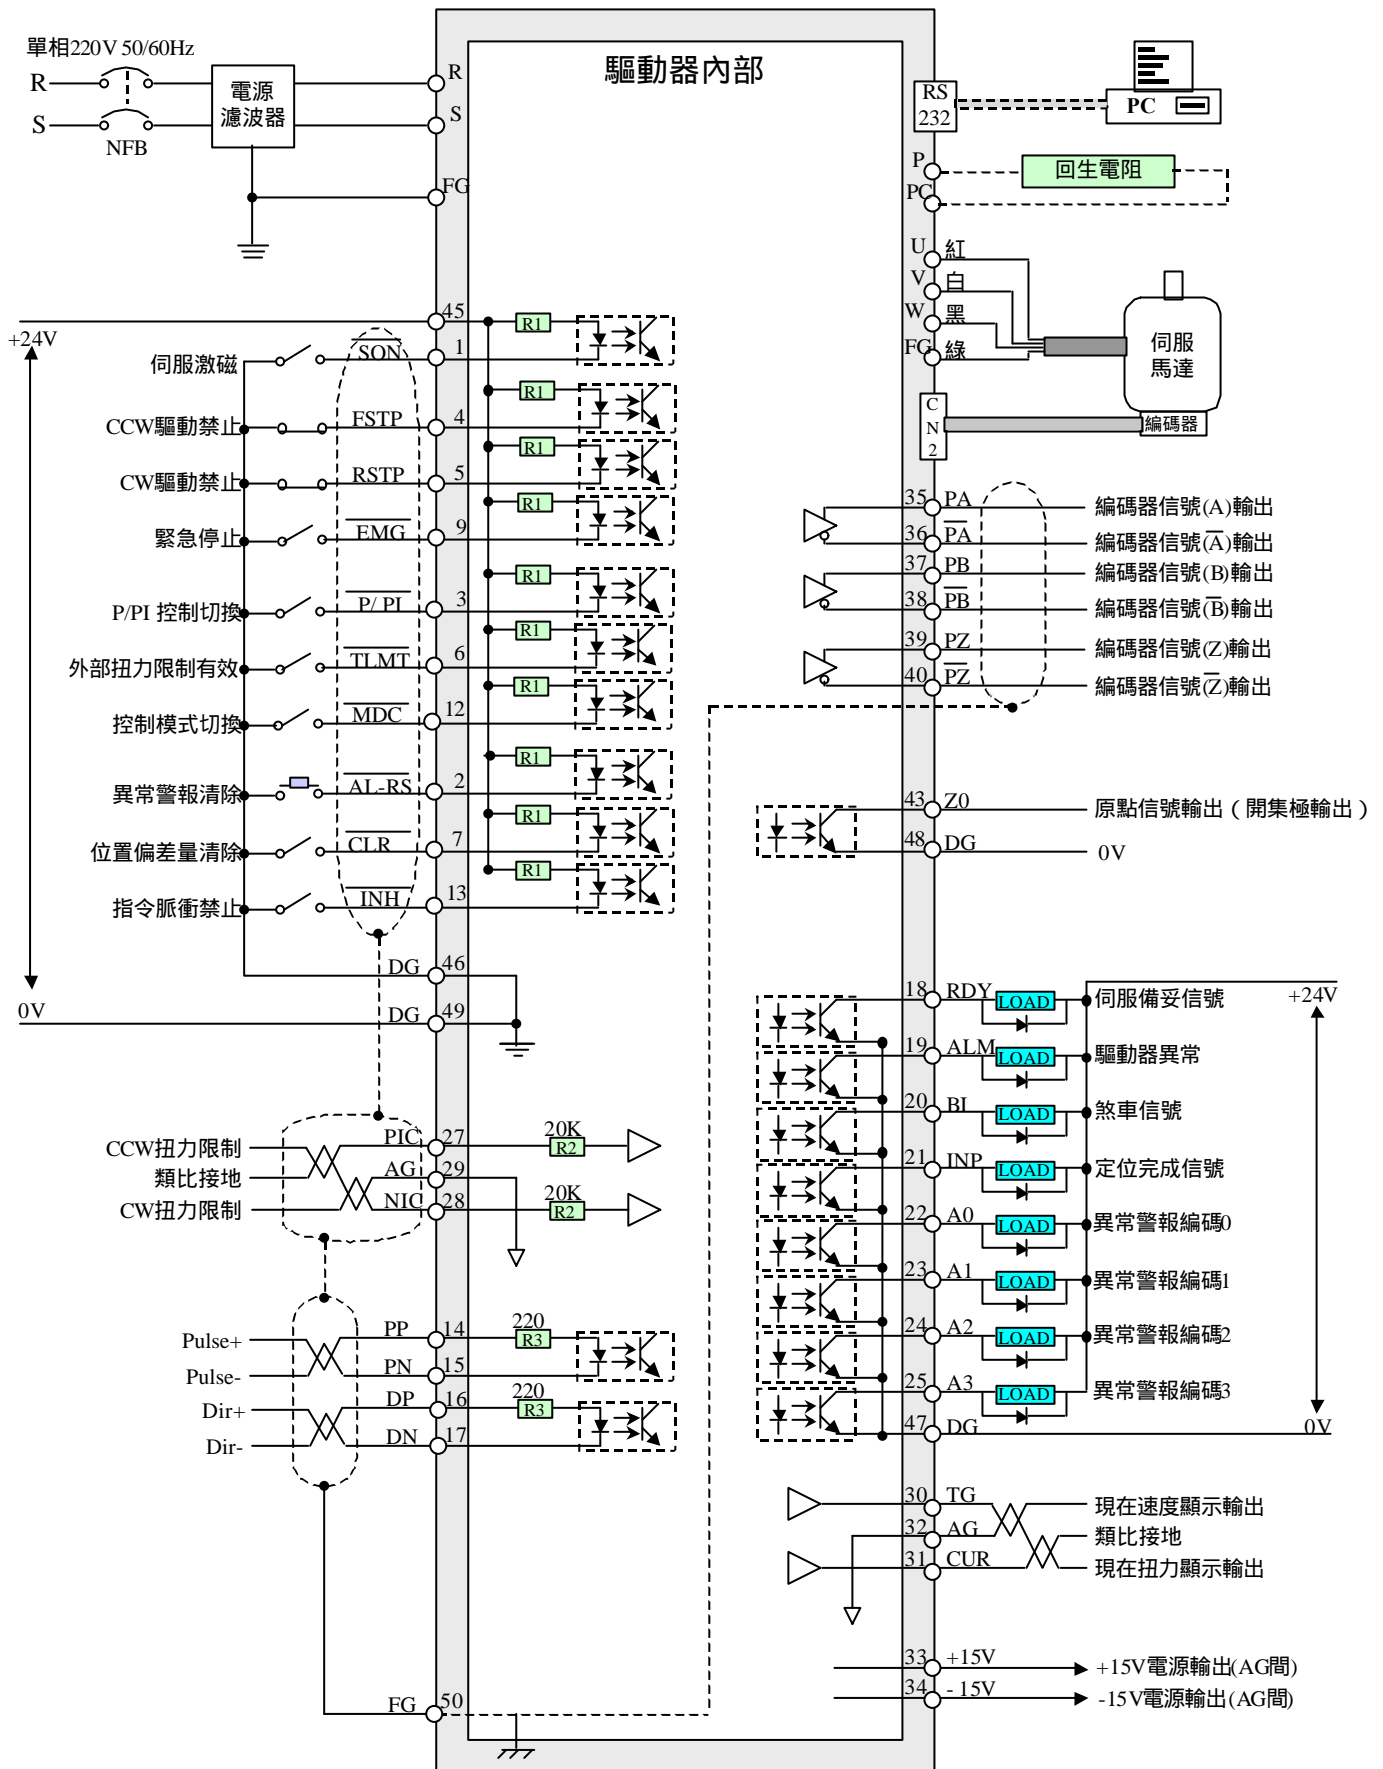 驅動器內部
單相220V 50/60Hz
R
S
NFB
電源
濾波器
R
S
FG
RS
232
PC
P
PC
回生電阻
U 紅
V 白
W 黑
FG 綠
伺服
馬達
C
N
2
編碼器
+24V
45
R1
伺服激磁
SON
1
R1
CCW驅動禁止
FSTP
4
R1
CW驅動禁止
RSTP
5
R1
緊急停止
EMG
9
R1
P/PI 控制切換
P/ PI
3
R1
外部扭力限制有效
TLMT
6
R1
控制模式切換
MDC
12
R1
異常警報清除
AL-RS
2
R1
位置偏差量清除
CLR
7
R1
指令脈衝禁止
INH
13
DG 46
0V
DG 49
CCW扭力限制
PIC 27
20K
R2
類比接地
AG 29
CW扭力限制
NIC 28
20K
R2
Pulse+
PP 14
220
R3
Pulse-
PN 15
Dir+
DP 16
220
R3
Dir-
DN 17
FG 50
35 PA 編碼器信號(A)輸出
36 P̅A̅ 編碼器信號(A̅)輸出
37 PB 編碼器信號(B)輸出
38 P̅B̅ 編碼器信號(B̅)輸出
39 PZ 編碼器信號(Z)輸出
40 P̅Z̅ 編碼器信號(Z̅)輸出
43 Z0 原點信號輸出（開集極輸出）
48 DG 0V
18 RDY LOAD 伺服備妥信號
+24V
19 ALM LOAD 驅動器異常
20 BI LOAD 煞車信號
21 INP LOAD 定位完成信號
22 A0 LOAD 異常警報編碼0
23 A1 LOAD 異常警報編碼1
24 A2 LOAD 異常警報編碼2
25 A3 LOAD 異常警報編碼3
47 DG 0V
30 TG 現在速度顯示輸出
32 AG 類比接地
31 CUR 現在扭力顯示輸出
33 +15V +15V電源輸出(AG間)
34 - 15V -15V電源輸出(AG間)